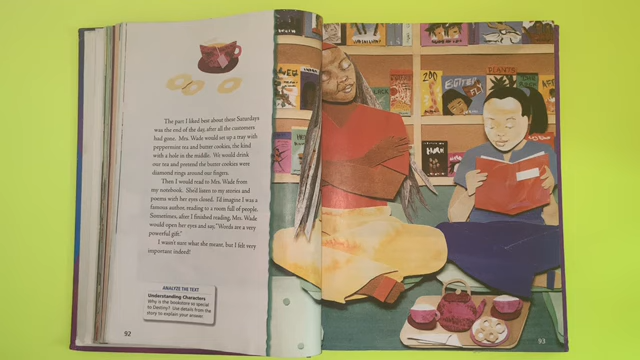 The part I liked best about these Saturdays
was the end of the day, after all the customers
had gone. Mrs. Wade would set up a tray with
peppermint tea and butter cookies, the kind
with a hole in the middle. We would drink
our tea and pretend the butter cookies were
diamond rings around our fingers.
Then I would read to Mrs. Wade from
my notebook. She'd listen to my stories and
poems with her eyes closed. I'd imagine I was a
famous author, reading to a room full of people.
Sometimes, after I finished reading, Mrs. Wade
would open her eyes and say, "Words are a very
powerful gift."
I wasn't sure what she meant, but I felt very
important indeed!
ANALYZE THE TEXT
Understanding Characters
Why is the bookstore so special
to Destiny? Use details from the
story to explain your answer.
92
ZOO
PLANTS
93